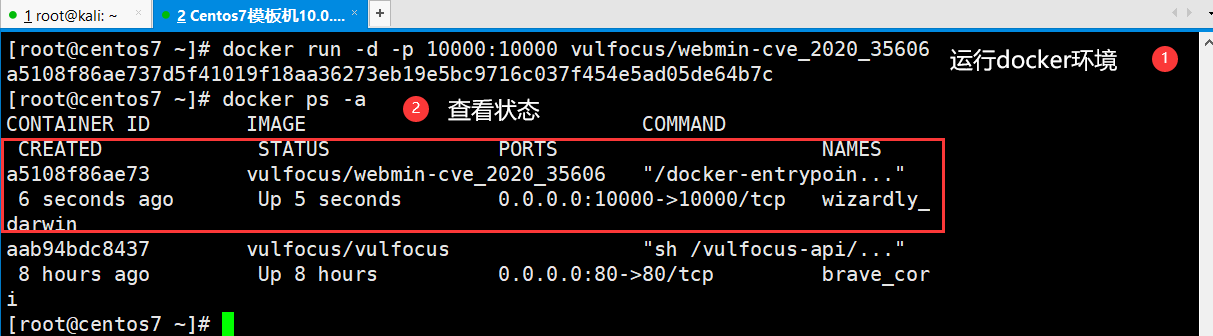 1 root@kali: ~ × 2 Centos7模板机10.0.... × +
[root@centos7 ~]# docker run -d -p 10000:10000 vulfocus/webmin-cve_2020_35606
运行docker环境 1
a5108f86ae737d5f41019f18aa36273eb19e5bc9716c037f454e5ad05de64b7c
[root@centos7 ~]# docker ps -a
2 查看状态
CONTAINER ID IMAGE COMMAND
CREATED STATUS PORTS NAMES
a5108f86ae73 vulfocus/webmin-cve_2020_35606 "/docker-entrypoin..."
6 seconds ago Up 5 seconds 0.0.0.0:10000->10000/tcp wizardly_
darwin
aab94bdc8437 vulfocus/vulfocus "sh /vulfocus-api/..."
8 hours ago Up 8 hours 0.0.0.0:80->80/tcp brave_cor
i
[root@centos7 ~]#